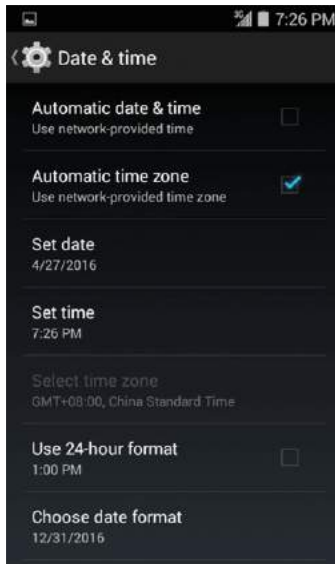 3G 7:26 PM
Date & time
Automatic date & time
Use network-provided time
Automatic time zone
Use network-provided time zone
Set date
4/27/2016
Set time
7:26 PM
Select time zone
GMT+08:00, China Standard Time
Use 24-hour format
1:00 PM
Choose date format
12/31/2016